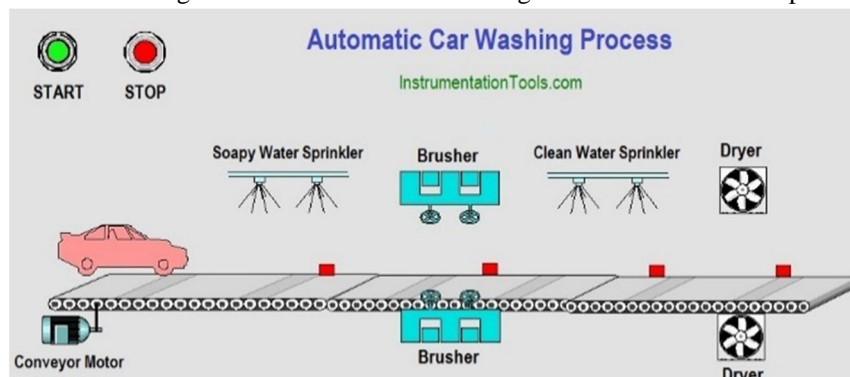 Automatic Car Washing Process
InstrumentationTools.com
START STOP
Soapy Water Sprinkler Brusher Clean Water Sprinkler Dryer
Conveyor Motor
Brusher
Dryer